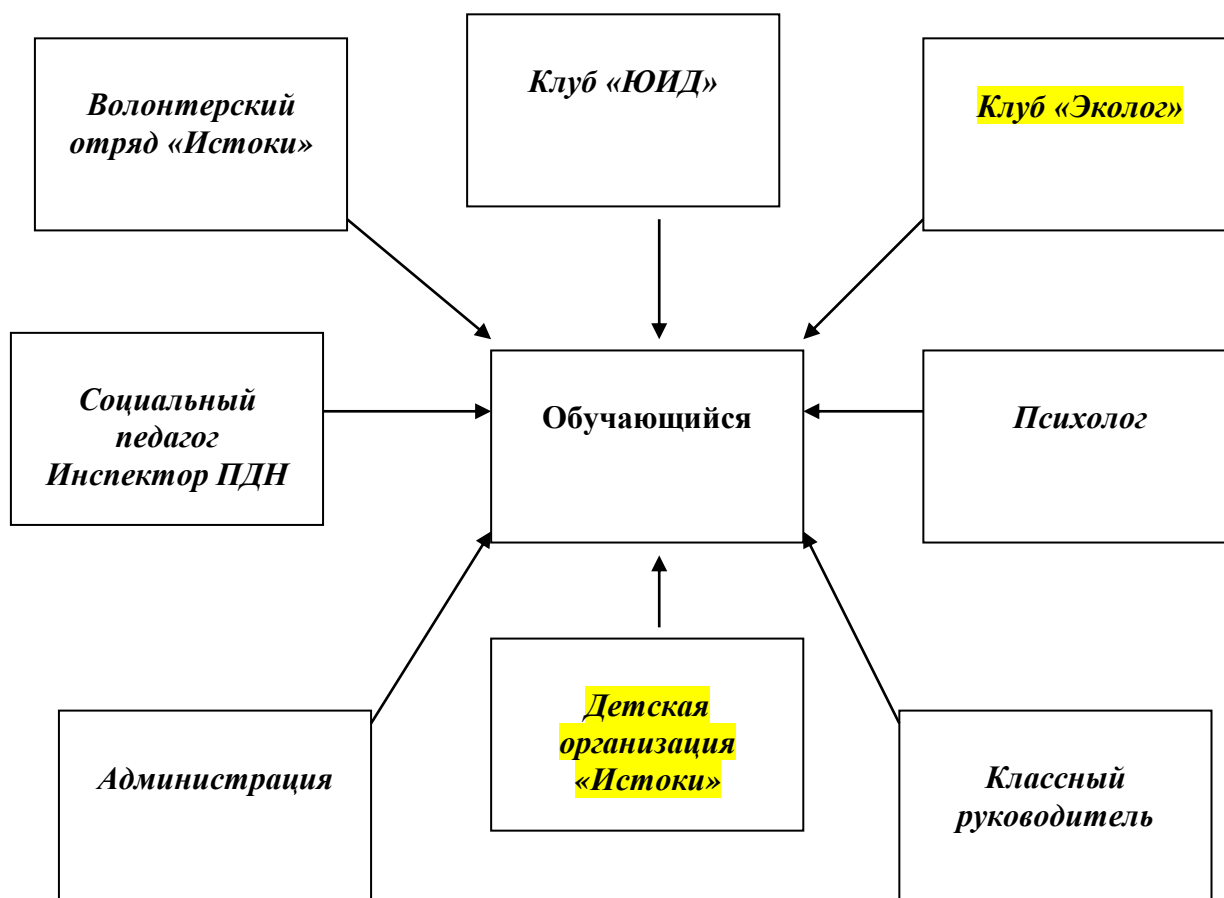 Волонтерский
отряд «Истоки»
Клуб «ЮИД»
Клуб «Эколог»
Социальный
педагог
Инспектор ПДН
Обучающийся
Психолог
Администрация
Детская
организация
«Истоки»
Классный
руководитель